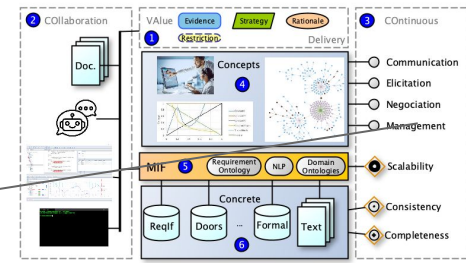 2 COllaboration
VAlue
Evidence
Strategy
Rationale
1 Restriction
Delivery
3 COntinuous
Doc.
Concepts
4
Communication
Elicitation
Negociation
Management
MIF 5
Requirement
Ontology
NLP
Domain
Ontologies
Scalability
Concrete
ReqIf
Doors
...
Formal
Text
6
Consistency
Completeness